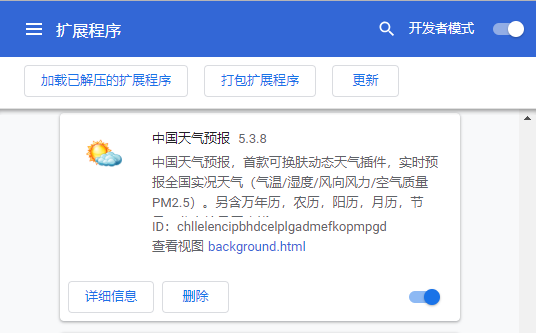 扩展程序
开发者模式
加载已解压的扩展程序
打包扩展程序
更新
中国天气预报 5.3.8
中国天气预报，首款可换肤动态天气插件，实时预
报全国实况天气（气温/湿度/风向风力/空气质量
PM2.5）。另含万年历，农历，阳历，月历，节
ID：chllelencipbhdcelplgadmefkopmpgd
查看视图 background.html
详细信息
删除